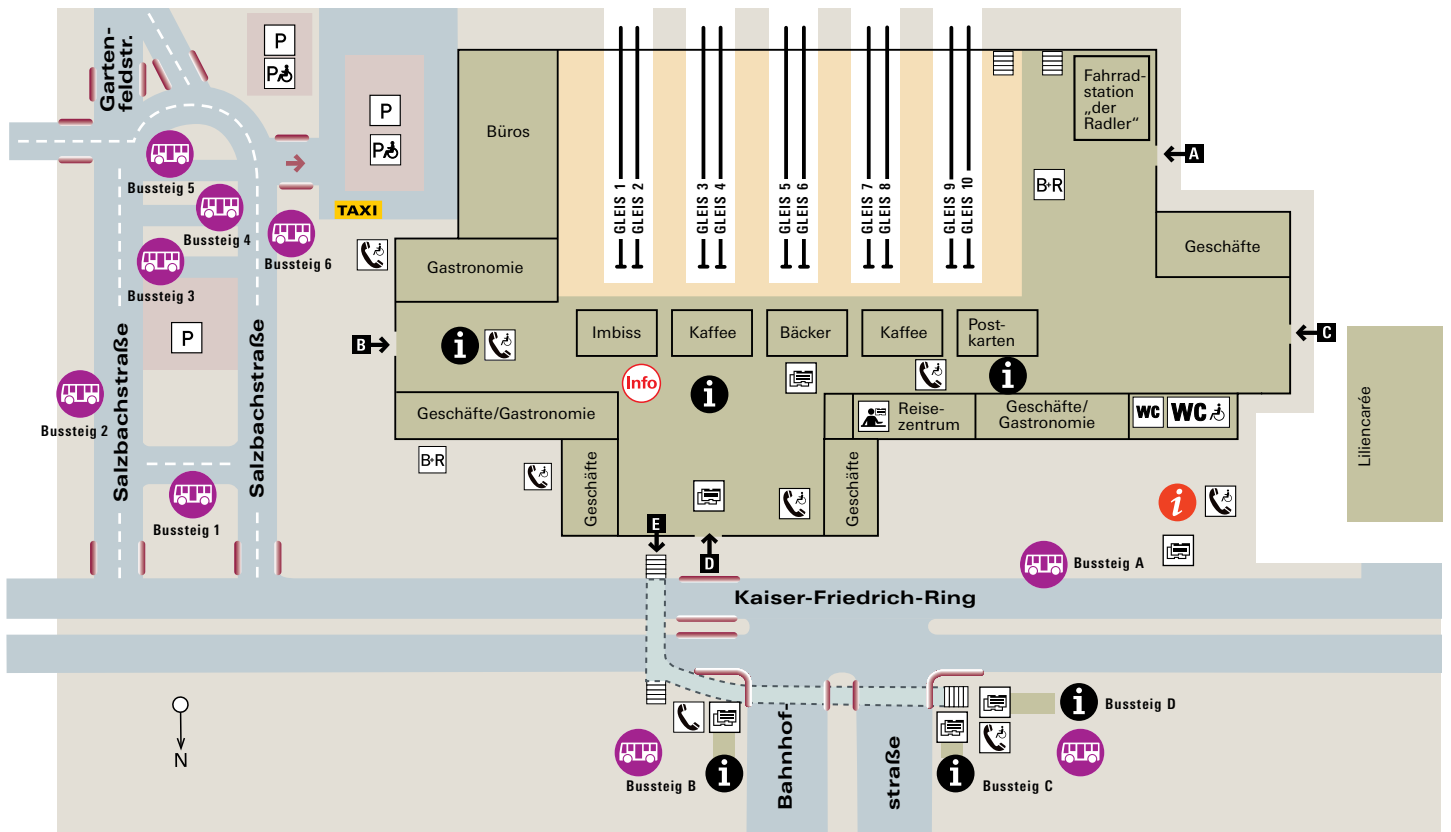 Garten-
feldstr.
P
P
P
P
Büros
GLEIS 1
GLEIS 2
GLEIS 3
GLEIS 4
GLEIS 5
GLEIS 6
GLEIS 7
GLEIS 8
GLEIS 9
GLEIS 10
Fahrrad-
station
„der
Radler“
A
B+R
Bussteig 5
Bussteig 4
Bussteig 6
Bussteig 3
TAXI
Gastronomie
Geschäfte
P
Salzbachstraße
Salzbachstraße
B
i
Imbiss
Kaffee
Bäcker
Kaffee
Post-
karten
C
Info
i
i
Bussteig 2
Geschäfte/Gastronomie
Reise-
zentrum
Geschäfte/
Gastronomie
WC
WC
Liliencarée
B+R
Geschäfte
Geschäfte
Bussteig 1
E
D
i
Bussteig A
Kaiser-Friedrich-Ring
N
Bussteig B
i
Bahnhof-
straße
i
Bussteig C
i
Bussteig D